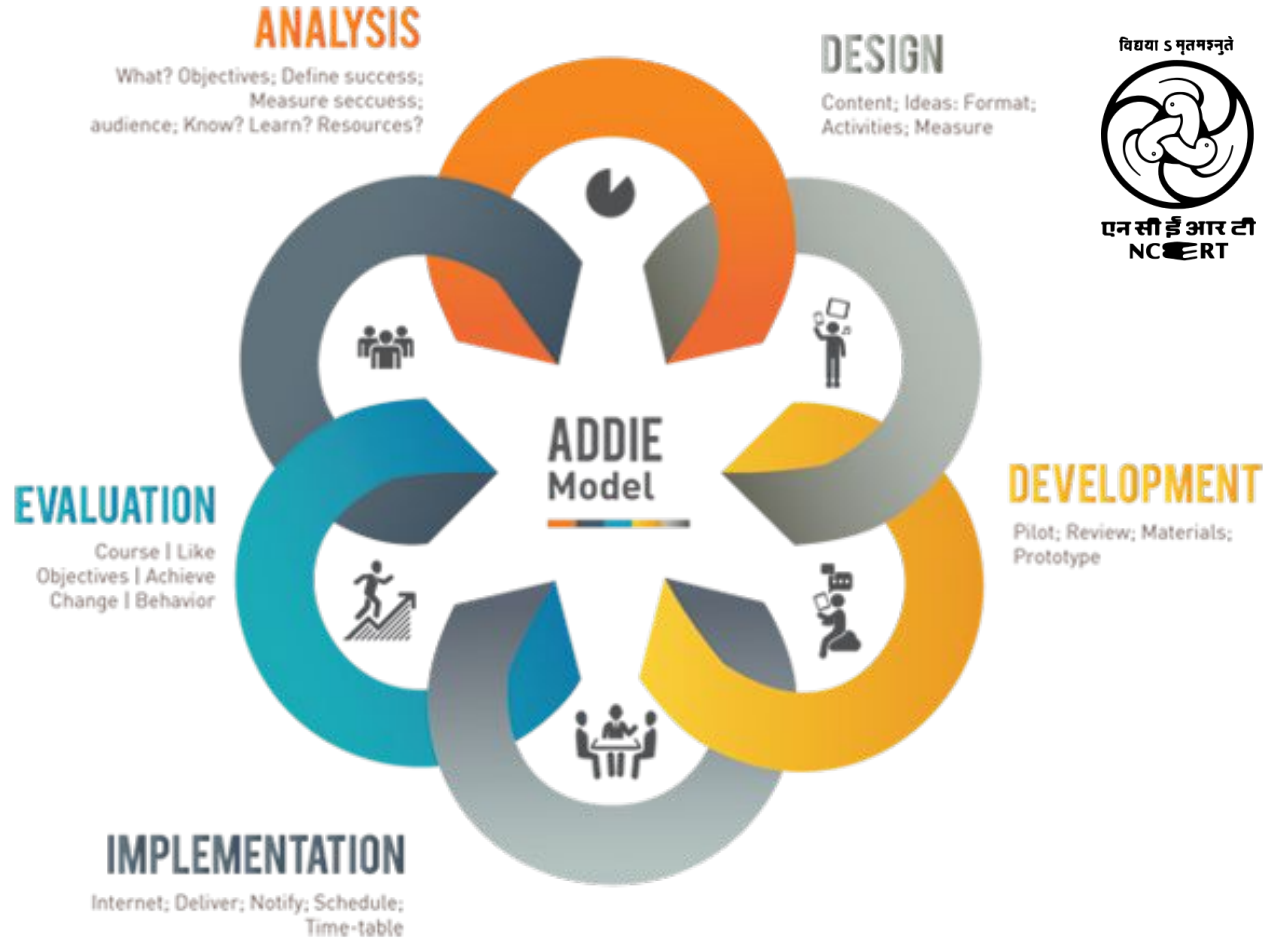 ANALYSIS
What? Objectives; Define success;
Measure seccuess;
audience; Know? Learn? Resources?
DESIGN
Content; Ideas: Format;
Activities; Measure
विद्यया ऽ मृतमश्नुते
एन सी ई आर टी
NCERT
ADDIE
Model
EVALUATION
Course | Like
Objectives | Achieve
Change | Behavior
DEVELOPMENT
Pilot; Review; Materials;
Prototype
IMPLEMENTATION
Internet; Deliver; Notify; Schedule;
Time-table